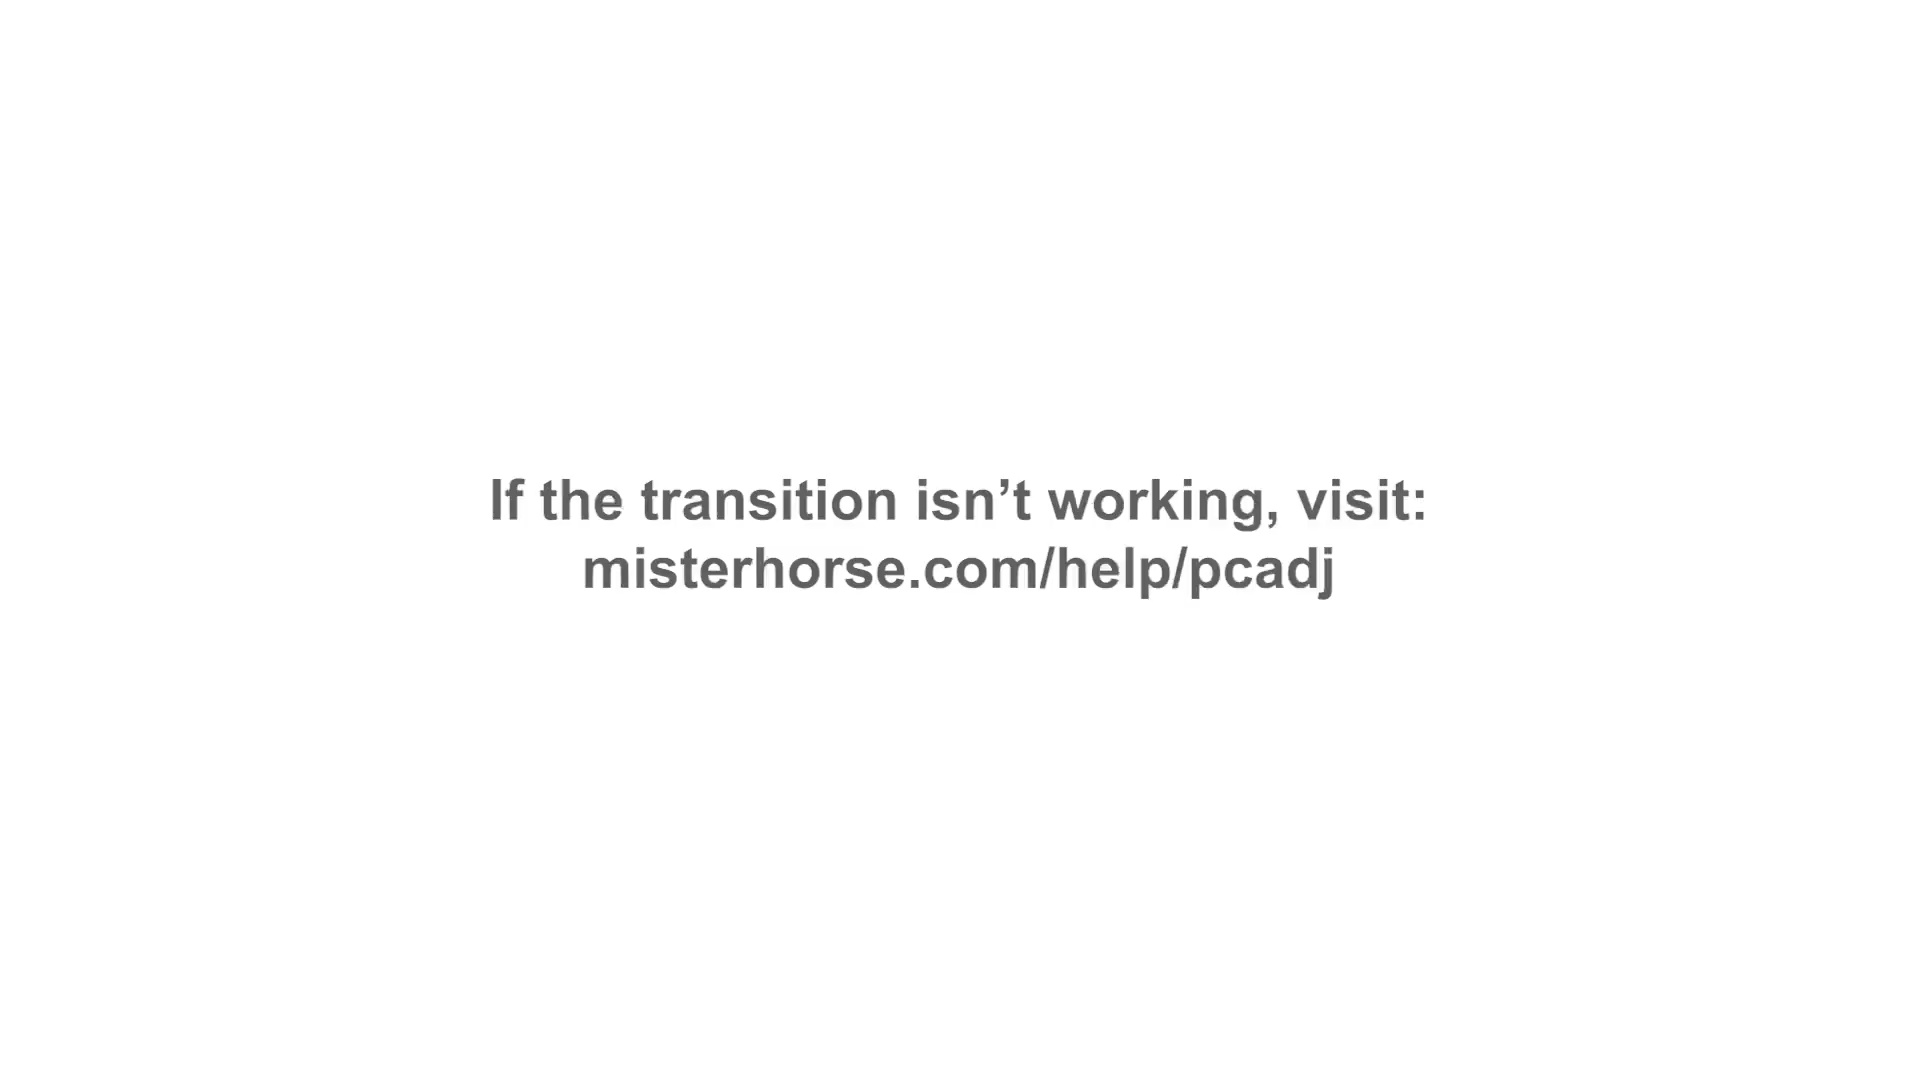 If the transition isn’t working, visit:
misterhorse.com/help/pcadj